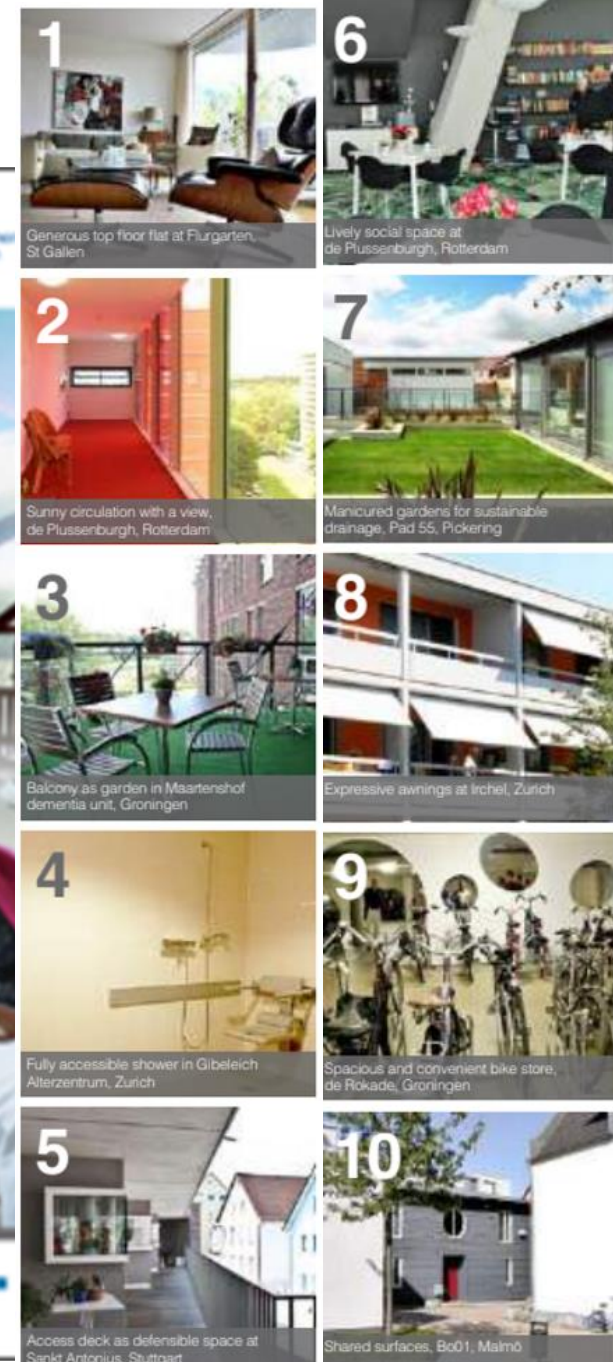 1
Generous top floor flat at Flurgarten,
St Gallen
2
Sunny circulation with a view,
de Plussenburgh, Rotterdam
3
Balcony as garden in Maartenshof
dementia unit, Groningen
4
Fully accessible shower in Gibeleich
Alterzentrum, Zurich
5
Access deck as defensible space at
Sankt Antonius, Stuttgart
6
Lively social space at
de Plussenburgh, Rotterdam
7
Manicured gardens for sustainable
drainage, Pad 55, Pickering
8
Expressive awnings at Irchel, Zurich
9
Spacious and convenient bike store,
de Rokade, Groningen
10
Shared surfaces, Bo01, Malmö